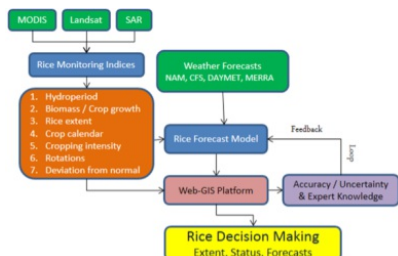 MODIS
Landsat
SAR
Rice Monitoring Indices
Weather Forecasts
NAM, CFS, DAYMET, MERRA
1. Hydroperiod
2. Biomass / Crop growth
3. Rice extent
4. Crop calendar
5. Cropping intensity
6. Rotations
7. Deviation from normal
Rice Forecast Model
Feedback
Loop
Web-GIS Platform
Accuracy / Uncertainty
& Expert Knowledge
Rice Decision Making
Extent, Status, Forecasts